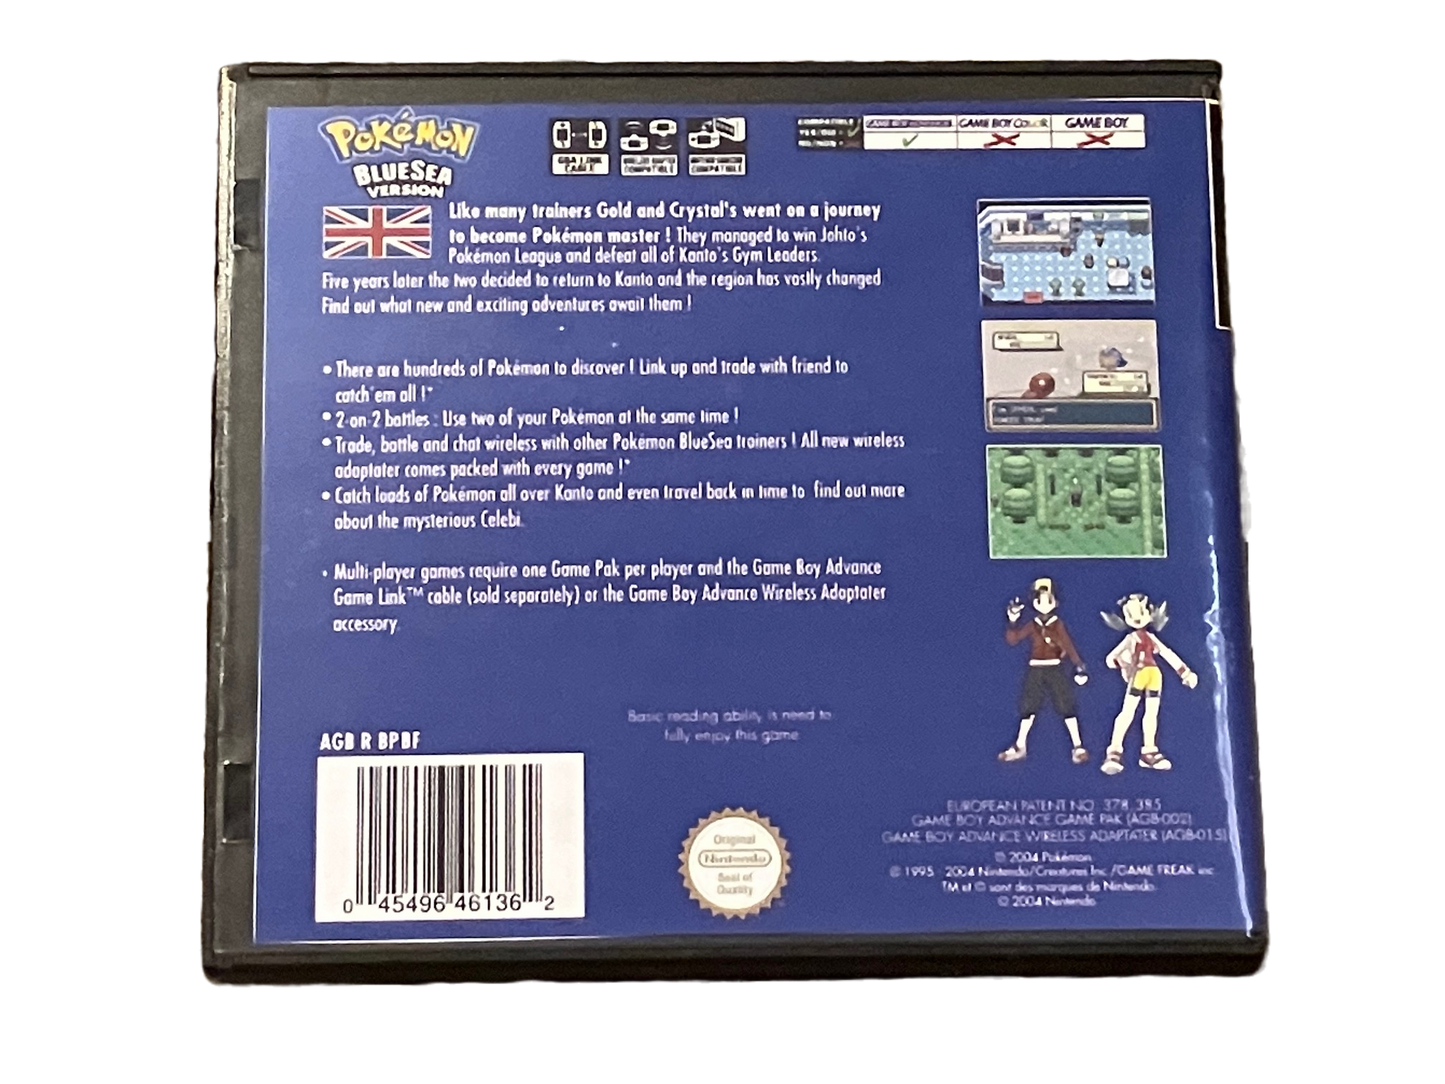 POKéMON
BLUESEA
VERSION
GAME BOY COLOR
GAME BOY
Like many trainers Gold and Crystal's went on a journey
to become Pokémon master ! They managed to win Johto's
Pokémon League and defeat all of Kanto's Gym Leaders.
Five years later the two decided to return to Kanto and the region has vastly changed
Find out what new and exciting adventures await them !
• There are hundreds of Pokémon to discover ! Link up and trade with friend to
catch'em all !*
• 2-on-2 battles : Use two of your Pokémon at the same time !
• Trade, battle and chat wireless with other Pokémon BlueSea trainers ! All new wireless
adaptater comes packed with every game !*
• Catch loads of Pokémon all over Kanto and even travel back in time to find out more
about the mysterious Celebi.
• Multi-player games require one Game Pak per player and the Game Boy Advance
Game Link™ cable (sold separately) or the Game Boy Advance Wireless Adaptater
accessory.
Basic reading ability is need to
fully enjoy this game
AGB R BPBF
0 45496 46136 2
Original
Nintendo
Seal of
Quality
EUROPEAN PATENT NO. 378 385
GAME BOY ADVANCE GAME PAK (AGB-002)
GAME BOY ADVANCE WIRELESS ADAPTATER (AGB-015)
© 2004 Pokémon
© 1995 - 2004 Nintendo/Creatures Inc./GAME FREAK inc
TM et © sont des marques de Nintendo.
© 2004 Nintendo